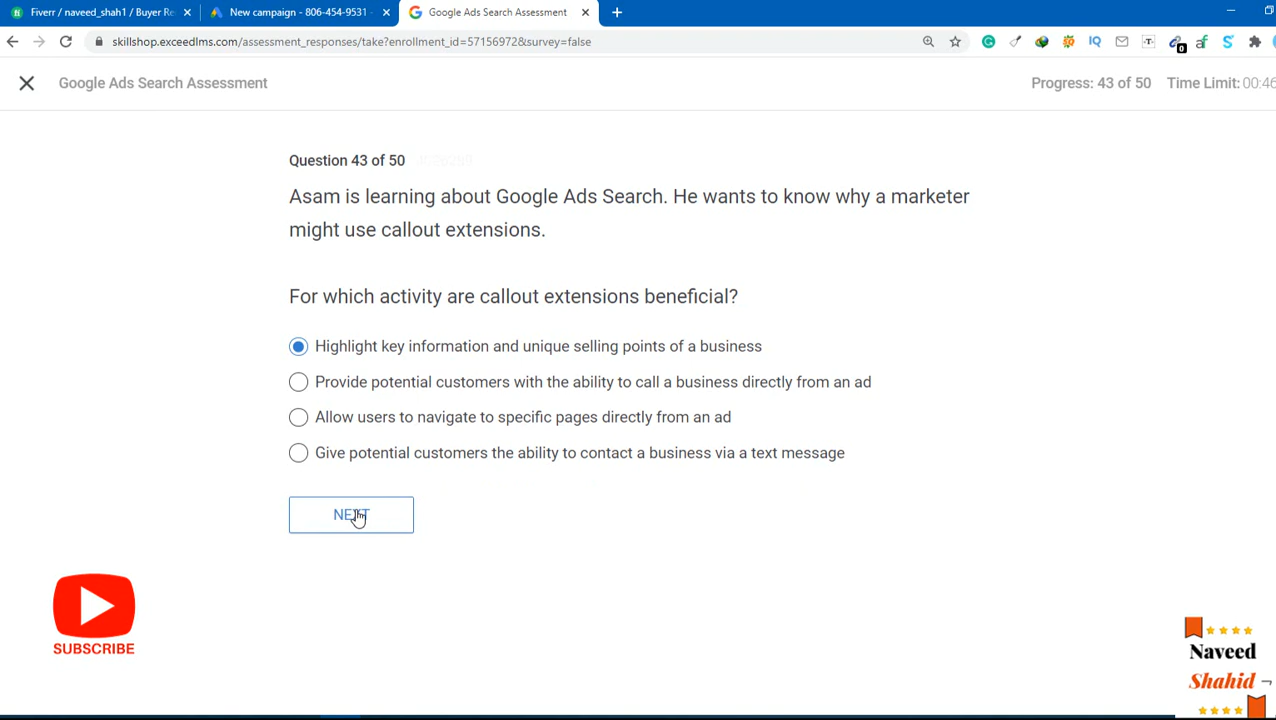 Fiverr / naveed_shah1 / Buyer Re
New campaign - 806-454-9531
Google Ads Search Assessment
skillshop.exceedlms.com/assessment_responses/take?enrollment_id=57156972&survey=false
Google Ads Search Assessment
Progress: 43 of 50
Time Limit: 00:46
Question 43 of 50
Asam is learning about Google Ads Search. He wants to know why a marketer
might use callout extensions.
For which activity are callout extensions beneficial?
Highlight key information and unique selling points of a business
Provide potential customers with the ability to call a business directly from an ad
Allow users to navigate to specific pages directly from an ad
Give potential customers the ability to contact a business via a text message
NEXT
SUBSCRIBE
Naveed
Shahid